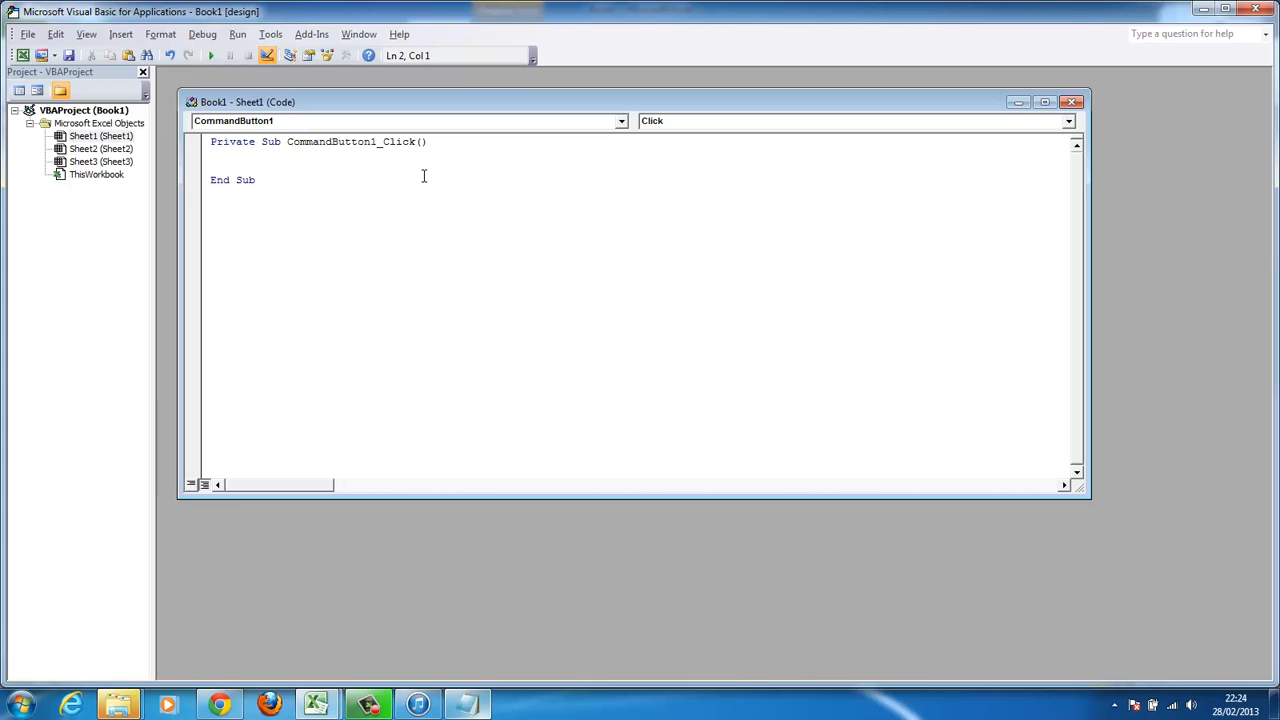 Microsoft Visual Basic for Applications - Book1 [design]
File Edit View Insert Format Debug Run Tools Add-Ins Window Help
Type a question for help
Ln 2, Col 1
Project - VBAProject
VBAProject (Book1)
Microsoft Excel Objects
Sheet1 (Sheet1)
Sheet2 (Sheet2)
Sheet3 (Sheet3)
ThisWorkbook
Book1 - Sheet1 (Code)
CommandButton1
Click
Private Sub CommandButton1_Click()
End Sub
22:24
28/02/2013